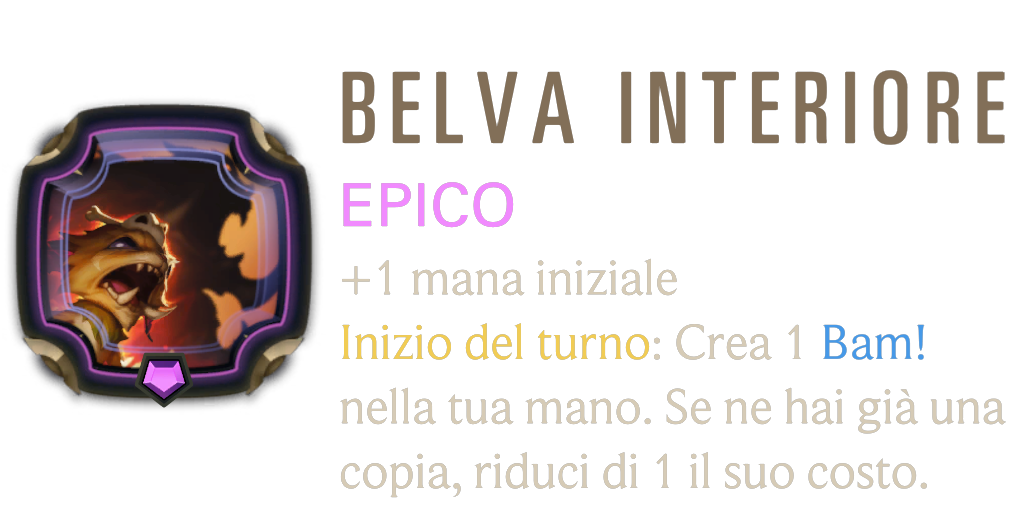 BELVA INTERIORE
EPICO
+1 mana iniziale
Inizio del turno: Crea 1 Bam!
nella tua mano. Se ne hai già una
copia, riduci di 1 il suo costo.